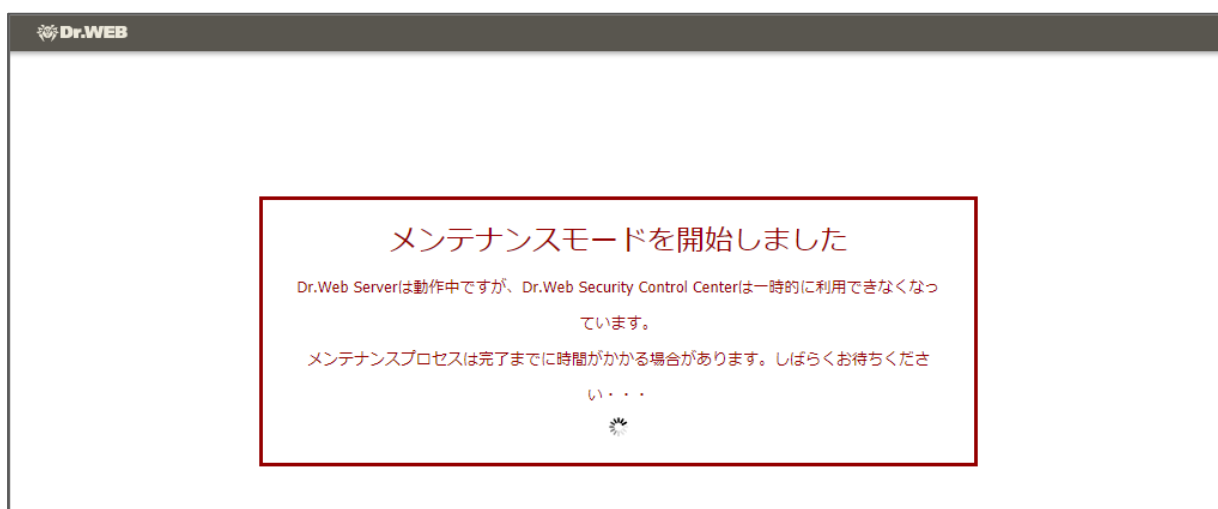 Dr.WEB
メンテナンスモードを開始しました
Dr.Web Serverは動作中ですが、Dr.Web Security Control Centerは一時的に利用できなくなっ
ています。
メンテナンスプロセスは完了までに時間がかかる場合があります。しばらくお待ちくださ
い・・・